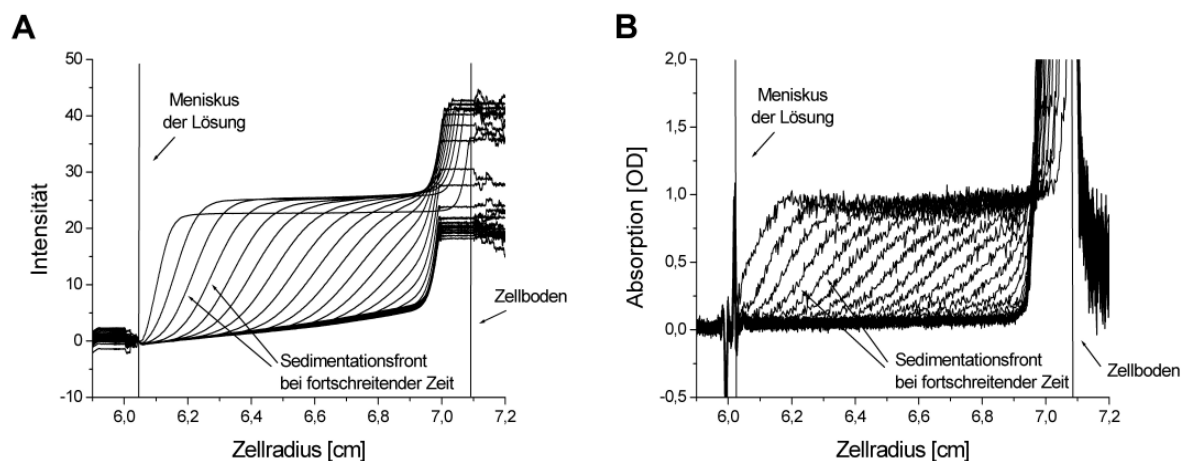 A
50
40
30
20
10
0
-10
Intensität
Meniskus
der Lösung
Zellboden
Sedimentationsfront
bei fortschreitender Zeit
6,0 6,2 6,4 6,6 6,8 7,0 7,2
Zellradius [cm]
B
2,0
1,5
1,0
0,5
0,0
-0,5
Absorption [OD]
Meniskus
der Lösung
Sedimentationsfront
bei fortschreitender Zeit
Zellboden
6,0 6,2 6,4 6,6 6,8 7,0 7,2
Zellradius [cm]